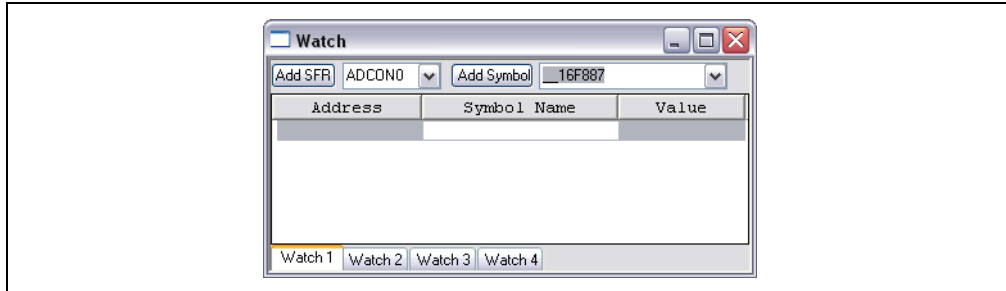 Watch
Add SFR ADCON0 Add Symbol __16F887
Address Symbol Name Value
Watch 1 Watch 2 Watch 3 Watch 4